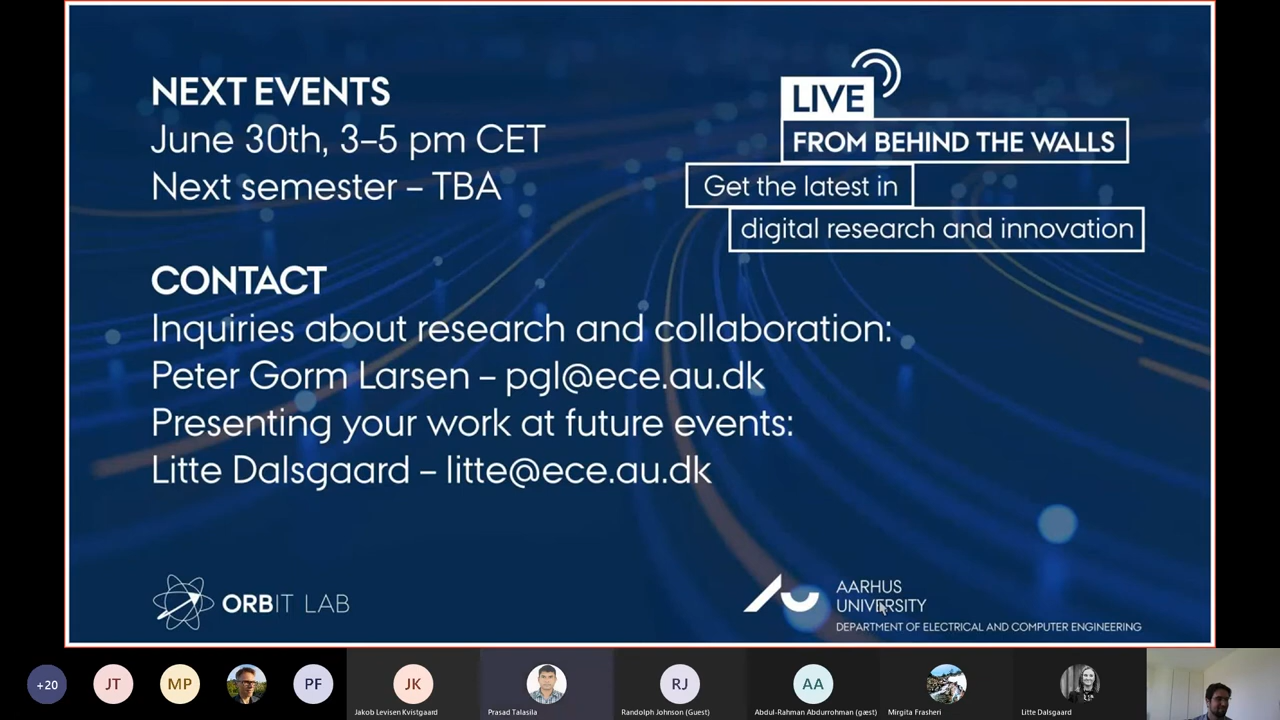 NEXT EVENTS
June 30th, 3–5 pm CET
Next semester – TBA
LIVE
FROM BEHIND THE WALLS
Get the latest in
digital research and innovation
CONTACT
Inquiries about research and collaboration:
Peter Gorm Larsen – pgl@ece.au.dk
Presenting your work at future events:
Litte Dalsgaard – litte@ece.au.dk
ORBIT LAB
AARHUS
UNIVERSITY
DEPARTMENT OF ELECTRICAL AND COMPUTER ENGINEERING
+20
JT
MP
PF
JK
RJ
AA
Jakob Levisen Kvistgaard
Prasad Talasila
Randolph Johnson (Guest)
Abdul-Rahman Abdurrohman (gæst)
Mirgita Frasheri
Litte Dalsgaard